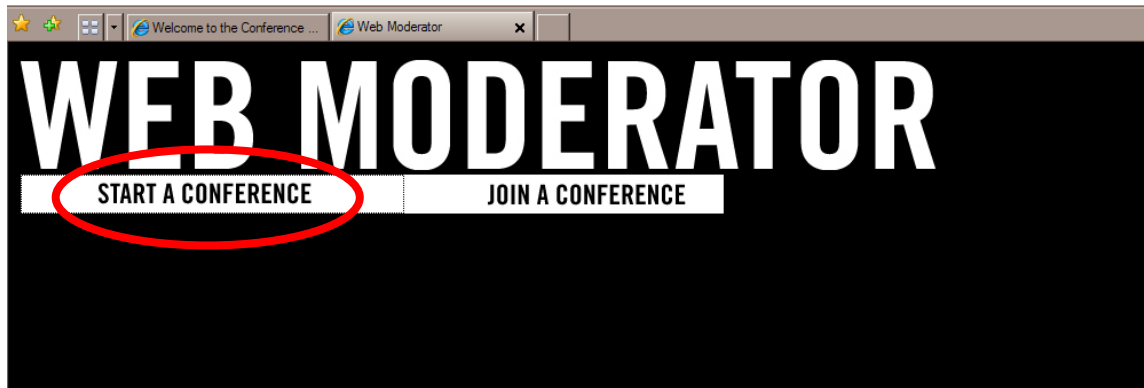 Welcome to the Conference ... Web Moderator
WEB MODERATOR
START A CONFERENCE JOIN A CONFERENCE